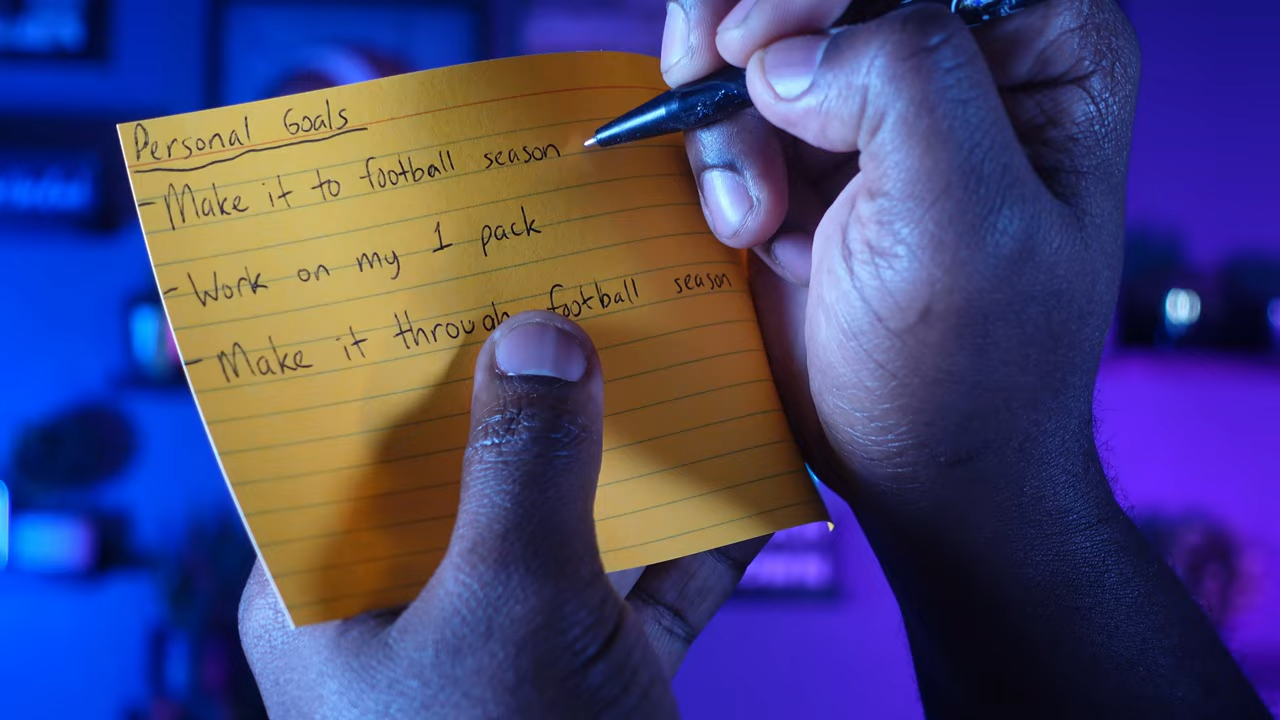 Personal Goals
- Make it to football season
- Work on my 1 pack
- Make it through football season